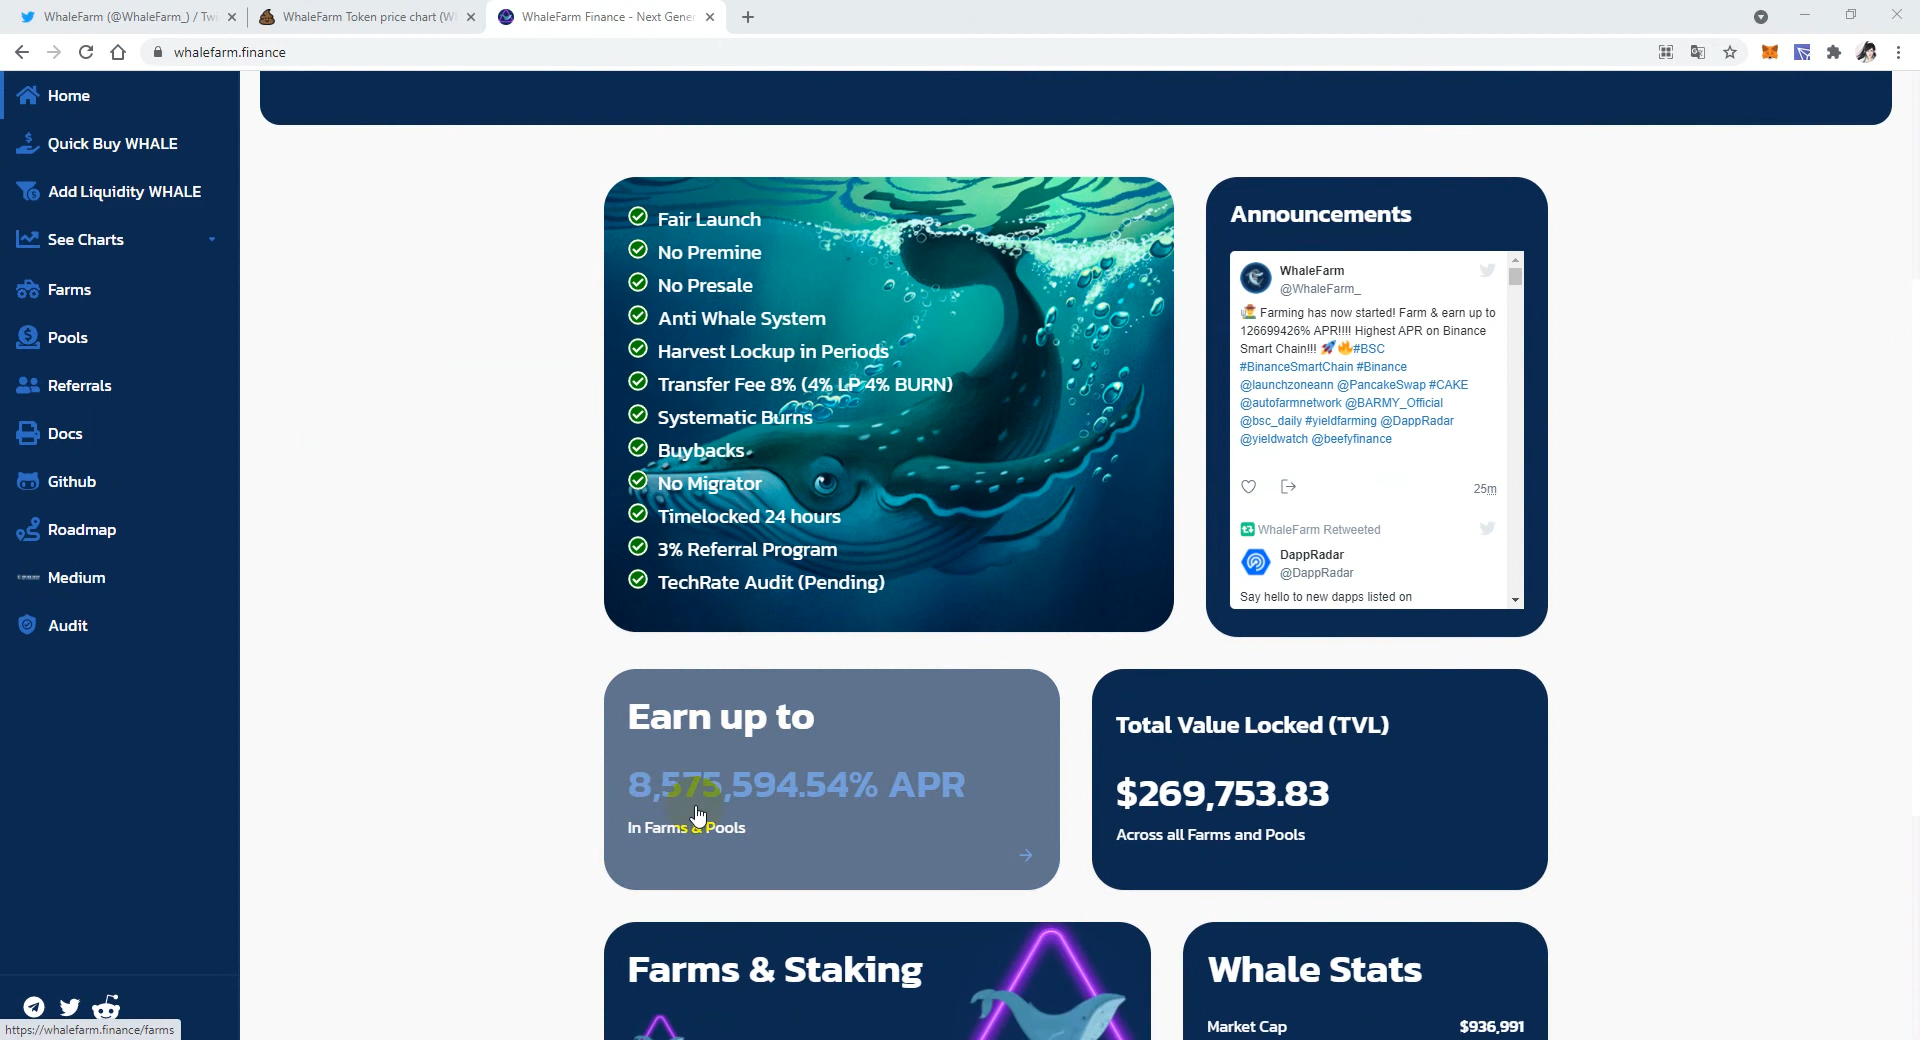 WhaleFarm (@WhaleFarm_) / Twi
WhaleFarm Token price chart (W
WhaleFarm Finance - Next Gener
whalefarm.finance
Home
Quick Buy WHALE
Add Liquidity WHALE
See Charts
Farms
Pools
Referrals
Docs
Github
Roadmap
Medium
Audit
https://whalefarm.finance/farms
Fair Launch
No Premine
No Presale
Anti Whale System
Harvest Lockup in Periods
Transfer Fee 8% (4% LP 4% BURN)
Systematic Burns
Buybacks
No Migrator
Timelocked 24 hours
3% Referral Program
TechRate Audit (Pending)
Announcements
WhaleFarm
@WhaleFarm_
Farming has now started! Farm & earn up to
126699426% APR!!!! Highest APR on Binance
Smart Chain!!! 🚀🔥#BSC
#BinanceSmartChain #Binance
@launchzoneann @PancakeSwap #CAKE
@autofarmnetwork @BARMY_Official
@bsc_daily #yieldfarming @DappRadar
@yieldwatch @beefyfinance
25m
WhaleFarm Retweeted
DappRadar
@DappRadar
Say hello to new dapps listed on
Earn up to
8,575,594.54% APR
In Farms & Pools
Total Value Locked (TVL)
$269,753.83
Across all Farms and Pools
Farms & Staking
Whale Stats
Market Cap $936,991